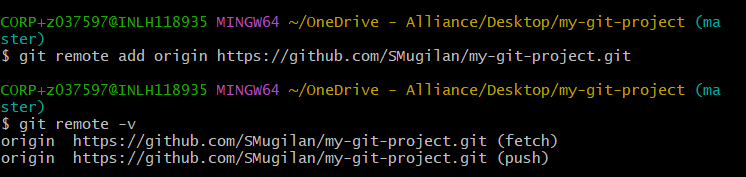 CORP+z037597@INLH118935 MINGW64 ~/OneDrive - Alliance/Desktop/my-git-project (ma
ster)
$ git remote add origin https://github.com/SMugilan/my-git-project.git
CORP+z037597@INLH118935 MINGW64 ~/OneDrive - Alliance/Desktop/my-git-project (ma
ster)
$ git remote -v
origin  https://github.com/SMugilan/my-git-project.git (fetch)
origin  https://github.com/SMugilan/my-git-project.git (push)